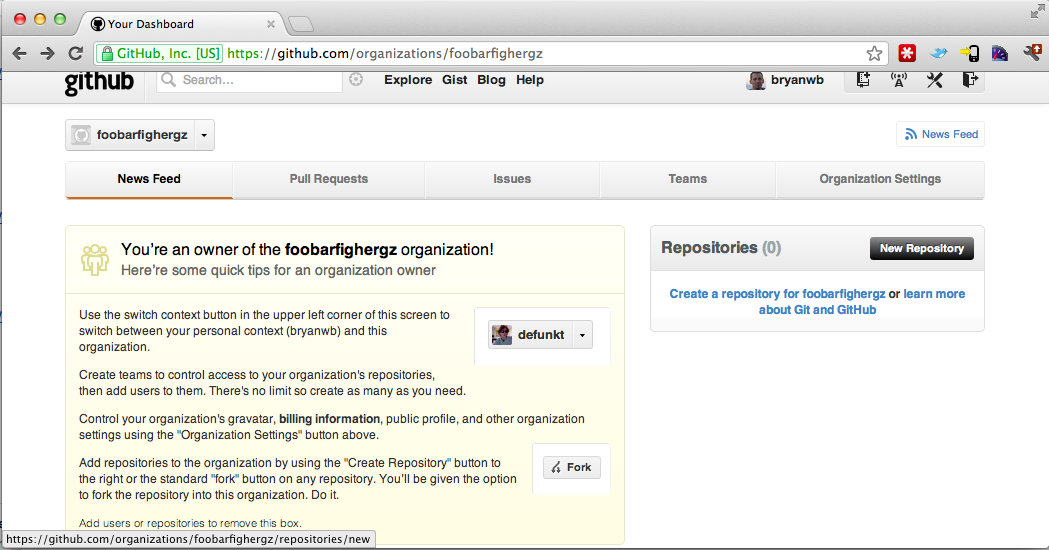 Your Dashboard
GitHub, Inc. [US] https://github.com/organizations/foobarfighergz
github
Search...
Explore Gist Blog Help
bryanwb
foobarfighergz
News Feed
News Feed
Pull Requests
Issues
Teams
Organization Settings
You're an owner of the foobarfighergz organization!
Here're some quick tips for an organization owner
Use the switch context button in the upper left corner of this screen to
switch between your personal context (bryanwb) and this
organization.
defunkt
Create teams to control access to your organization's repositories,
then add users to them. There's no limit so create as many as you need.
Control your organization's gravatar, billing information, public profile, and other organization
settings using the "Organization Settings" button above.
Add repositories to the organization by using the "Create Repository" button to
the right or the standard "fork" button on any repository. You'll be given the option
to fork the repository into this organization. Do it.
Fork
Add users or repositories to remove this box.
Repositories (0)
New Repository
Create a repository for foobarfighergz or learn more
about Git and GitHub
https://github.com/organizations/foobarfighergz/repositories/new